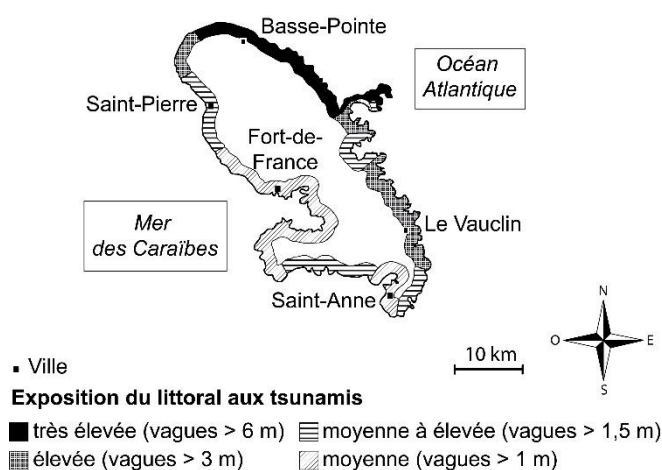 Basse-Pointe
Océan
Atlantique
Saint-Pierre
Fort-de-
France
Mer
des Caraïbes
Le Vauclin
Saint-Anne
N
O
E
S
10 km
Ville
Exposition du littoral aux tsunamis
très élevée (vagues > 6 m)
moyenne à élevée (vagues > 1,5 m)
élevée (vagues > 3 m)
moyenne (vagues > 1 m)